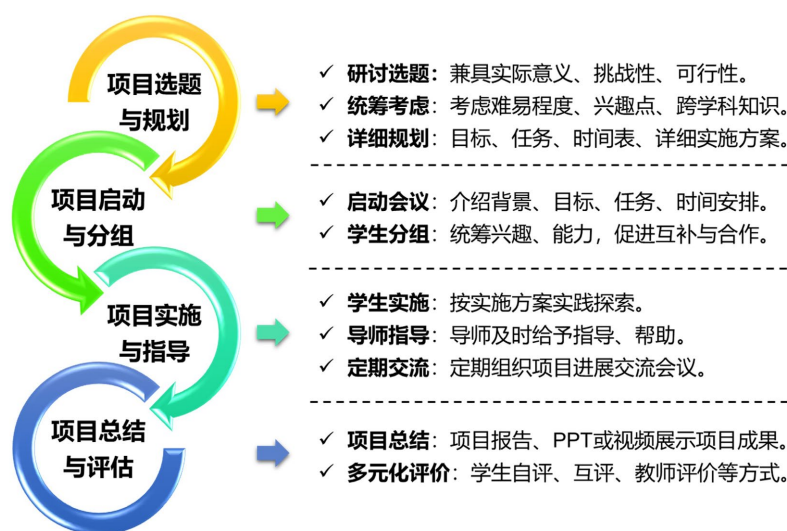 项目选题
与规划
✓ 研讨选题：兼具实际意义、挑战性、可行性。
✓ 统筹考虑：考虑难易程度、兴趣点、跨学科知识。
✓ 详细规划：目标、任务、时间表、详细实施方案。
项目启动
与分组
✓ 启动会议：介绍背景、目标、任务、时间安排。
✓ 学生分组：统筹兴趣、能力，促进互补与合作。
项目实施
与指导
✓ 学生实施：按实施方案实践探索。
✓ 导师指导：导师及时给予指导、帮助。
✓ 定期交流：定期组织项目进展交流会议。
项目总结
与评估
✓ 项目总结：项目报告、PPT或视频展示项目成果。
✓ 多元化评价：学生自评、互评、教师评价等方式。